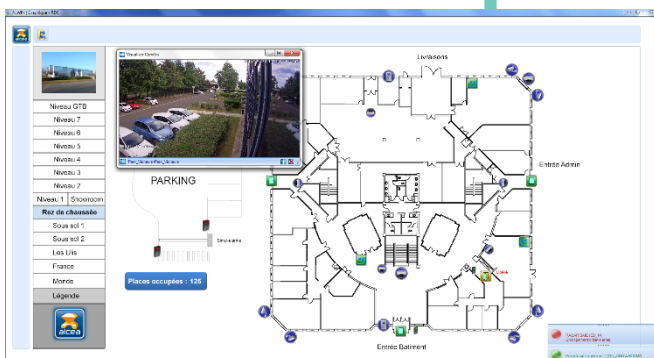 Livraisons
Niveau GTB
Niveau 7
Niveau 6
Niveau 5
Niveau 4
Niveau 3
Niveau 2
Niveau 1 Showroom
Rez de chaussée
Sous sol 1
Sous sol 2
Les Ulis
France
Monde
Légende
alcea
PARKING
Places occupées : 125
Entrée Admin
Entrée Batiment